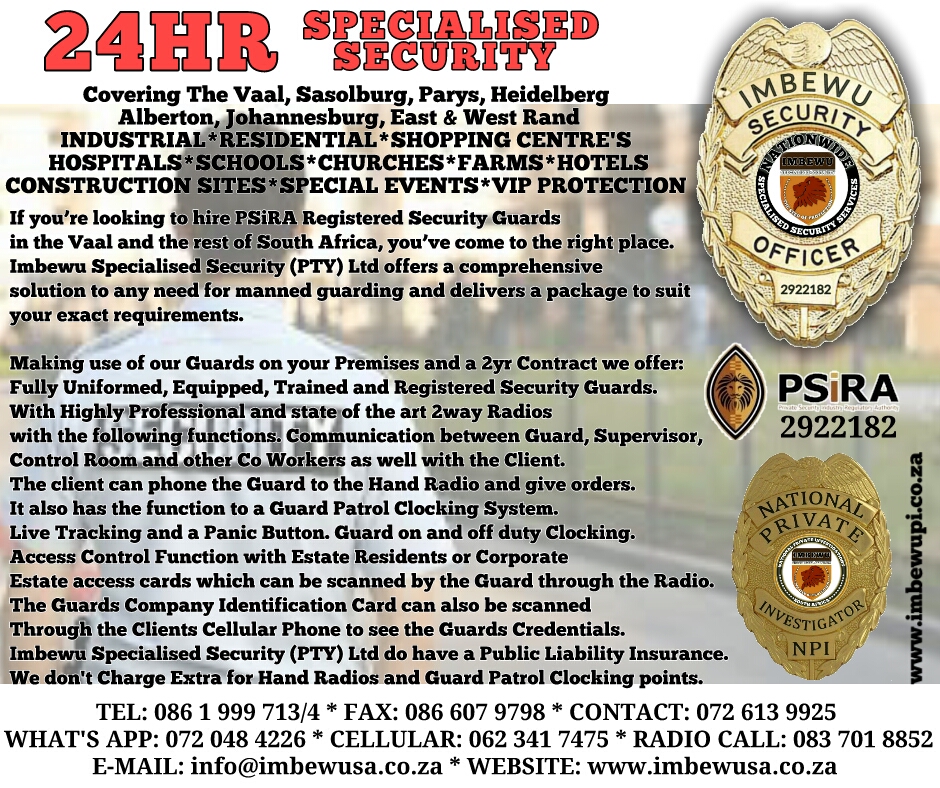 24HR SPECIALISED SECURITY
Covering The Vaal, Sasolburg, Parys, Heidelberg
Alberton, Johannesburg, East & West Rand
INDUSTRIAL*RESIDENTIAL*SHOPPING CENTRE'S
HOSPITALS*SCHOOLS*CHURCHES*FARMS*HOTELS
CONSTRUCTION SITES*SPECIAL EVENTS*VIP PROTECTION
If you’re looking to hire PSiRA Registered Security Guards
in the Vaal and the rest of South Africa, you’ve come to the right place.
Imbewu Specialised Security (PTY) Ltd offers a comprehensive
solution to any need for manned guarding and delivers a package to suit
your exact requirements.
Making use of our Guards on your Premises and a 2yr Contract we offer:
Fully Uniformed, Equipped, Trained and Registered Security Guards.
With Highly Professional and state of the art 2way Radios
with the following functions. Communication between Guard, Supervisor,
Control Room and other Co Workers as well with the Client.
The client can phone the Guard to the Hand Radio and give orders.
It also has the function to a Guard Patrol Clocking System.
Live Tracking and a Panic Button. Guard on and off duty Clocking.
Access Control Function with Estate Residents or Corporate
Estate access cards which can be scanned by the Guard through the Radio.
The Guards Company Identification Card can also be scanned
Through the Clients Cellular Phone to see the Guards Credentials.
Imbewu Specialised Security (PTY) Ltd do have a Public Liability Insurance.
We don't Charge Extra for Hand Radios and Guard Patrol Clocking points.
SECURITY
IMBEWU
SECURITY
NATIONWIDE
IMBEWU
SPECIALISED SECURITY SERVICES
OFFICER
2922182
PSiRA
Private Security Industry Regulatory Authority
2922182
NATIONAL
PRIVATE
IMBEWU
INVESTIGATOR
NPI
www.imbewupi.co.za
TEL: 086 1 999 713/4 * FAX: 086 607 9798 * CONTACT: 072 613 9925
WHAT'S APP: 072 048 4226 * CELLULAR: 062 341 7475 * RADIO CALL: 083 701 8852
E-MAIL: info@imbewusa.co.za * WEBSITE: www.imbewusa.co.za